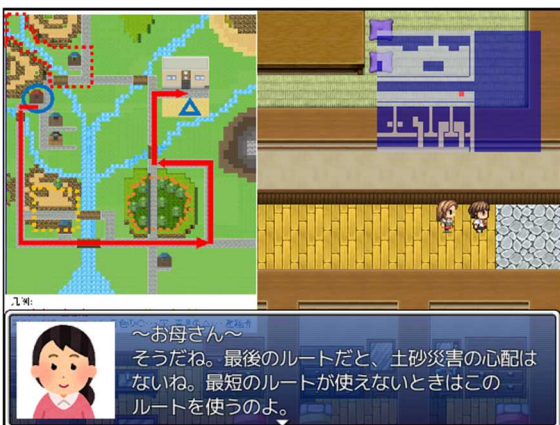 凡例:
～お母さん～
そうだね。最後のルートだと、土砂災害の心配は
ないね。最短のルートが使えないときはこの
ルートを使うのよ。